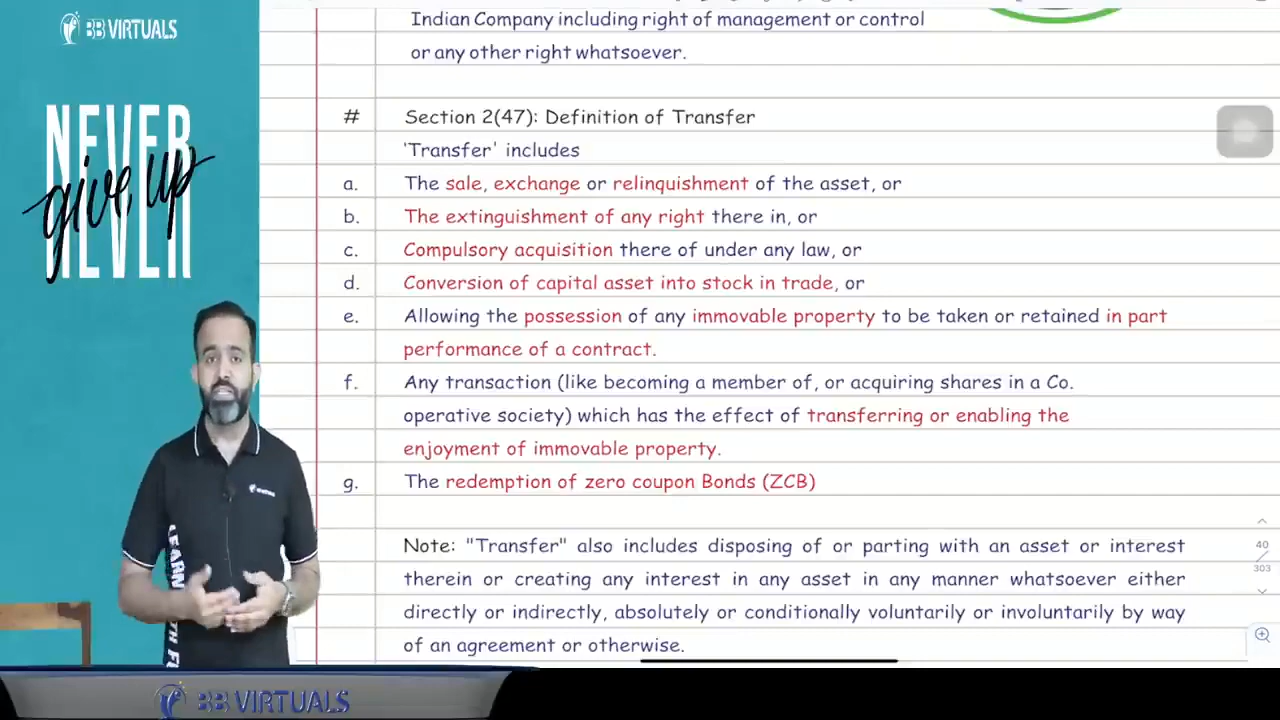 BB VIRTUALS
NEVER
give up
NEVER
Indian Company including right of management or control
or any other right whatsoever.
# Section 2(47): Definition of Transfer
'Transfer' includes
a. The sale, exchange or relinquishment of the asset, or
b. The extinguishment of any right there in, or
c. Compulsory acquisition there of under any law, or
d. Conversion of capital asset into stock in trade, or
e. Allowing the possession of any immovable property to be taken or retained in part
performance of a contract.
f. Any transaction (like becoming a member of, or acquiring shares in a Co.
operative society) which has the effect of transferring or enabling the
enjoyment of immovable property.
g. The redemption of zero coupon Bonds (ZCB)
Note: "Transfer" also includes disposing of or parting with an asset or interest
therein or creating any interest in any asset in any manner whatsoever either
directly or indirectly, absolutely or conditionally voluntarily or involuntarily by way
of an agreement or otherwise.
40
303
LEARN
BB VIRTUALS